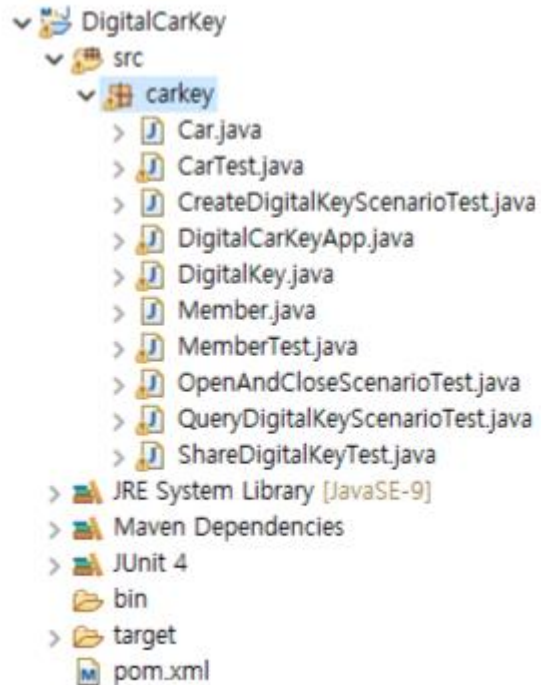 DigitalCarKey
src
carkey
Car.java
CarTest.java
CreateDigitalKeyScenarioTest.java
DigitalCarKeyApp.java
DigitalKey.java
Member.java
MemberTest.java
OpenAndCloseScenarioTest.java
QueryDigitalKeyScenarioTest.java
ShareDigitalKeyTest.java
JRE System Library [JavaSE-9]
Maven Dependencies
JUnit 4
bin
target
pom.xml